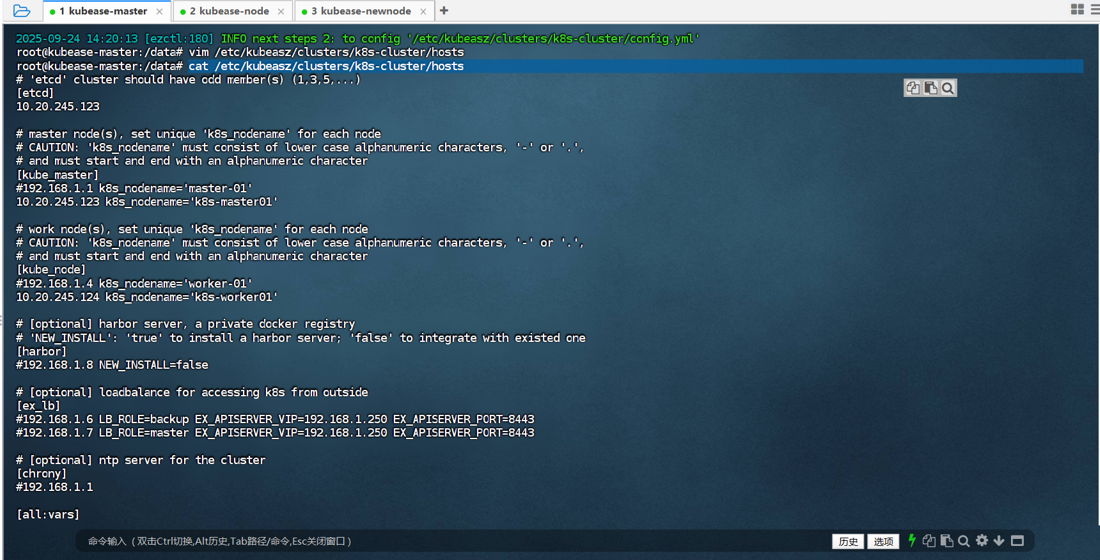 1 kubease-master × 2 kubease-node × 3 kubease-newnode × +
2025-09-24 14:20:13 [ezctl:180] INFO next steps 2: to config '/etc/kubeasz/clusters/k8s-cluster/config.yml'
root@kubease-master:/data# vim /etc/kubeasz/clusters/k8s-cluster/hosts
root@kubease-master:/data# cat /etc/kubeasz/clusters/k8s-cluster/hosts
# 'etcd' cluster should have odd member(s) (1,3,5,...)
[etcd]
10.20.245.123
# master node(s), set unique 'k8s_nodename' for each node
# CAUTION: 'k8s_nodename' must consist of lower case alphanumeric characters, '-' or '.',
# and must start and end with an alphanumeric character
[kube_master]
#192.168.1.1 k8s_nodename='master-01'
10.20.245.123 k8s_nodename='k8s-master01'
# work node(s), set unique 'k8s_nodename' for each node
# CAUTION: 'k8s_nodename' must consist of lower case alphanumeric characters, '-' or '.',
# and must start and end with an alphanumeric character
[kube_node]
#192.168.1.4 k8s_nodename='worker-01'
10.20.245.124 k8s_nodename='k8s-worker01'
# [optional] harbor server, a private docker registry
# 'NEW_INSTALL': 'true' to install a harbor server; 'false' to integrate with existed one
[harbor]
#192.168.1.8 NEW_INSTALL=false
# [optional] loadbalance for accessing k8s from outside
[ex_lb]
#192.168.1.6 LB_ROLE=backup EX_APISERVER_VIP=192.168.1.250 EX_APISERVER_PORT=8443
#192.168.1.7 LB_ROLE=master EX_APISERVER_VIP=192.168.1.250 EX_APISERVER_PORT=8443
# [optional] ntp server for the cluster
[chrony]
#192.168.1.1
[all:vars]
命令输入 (双击Ctrl切换,Alt历史,Tab路径/命令,Esc关闭窗口) 历史 选项